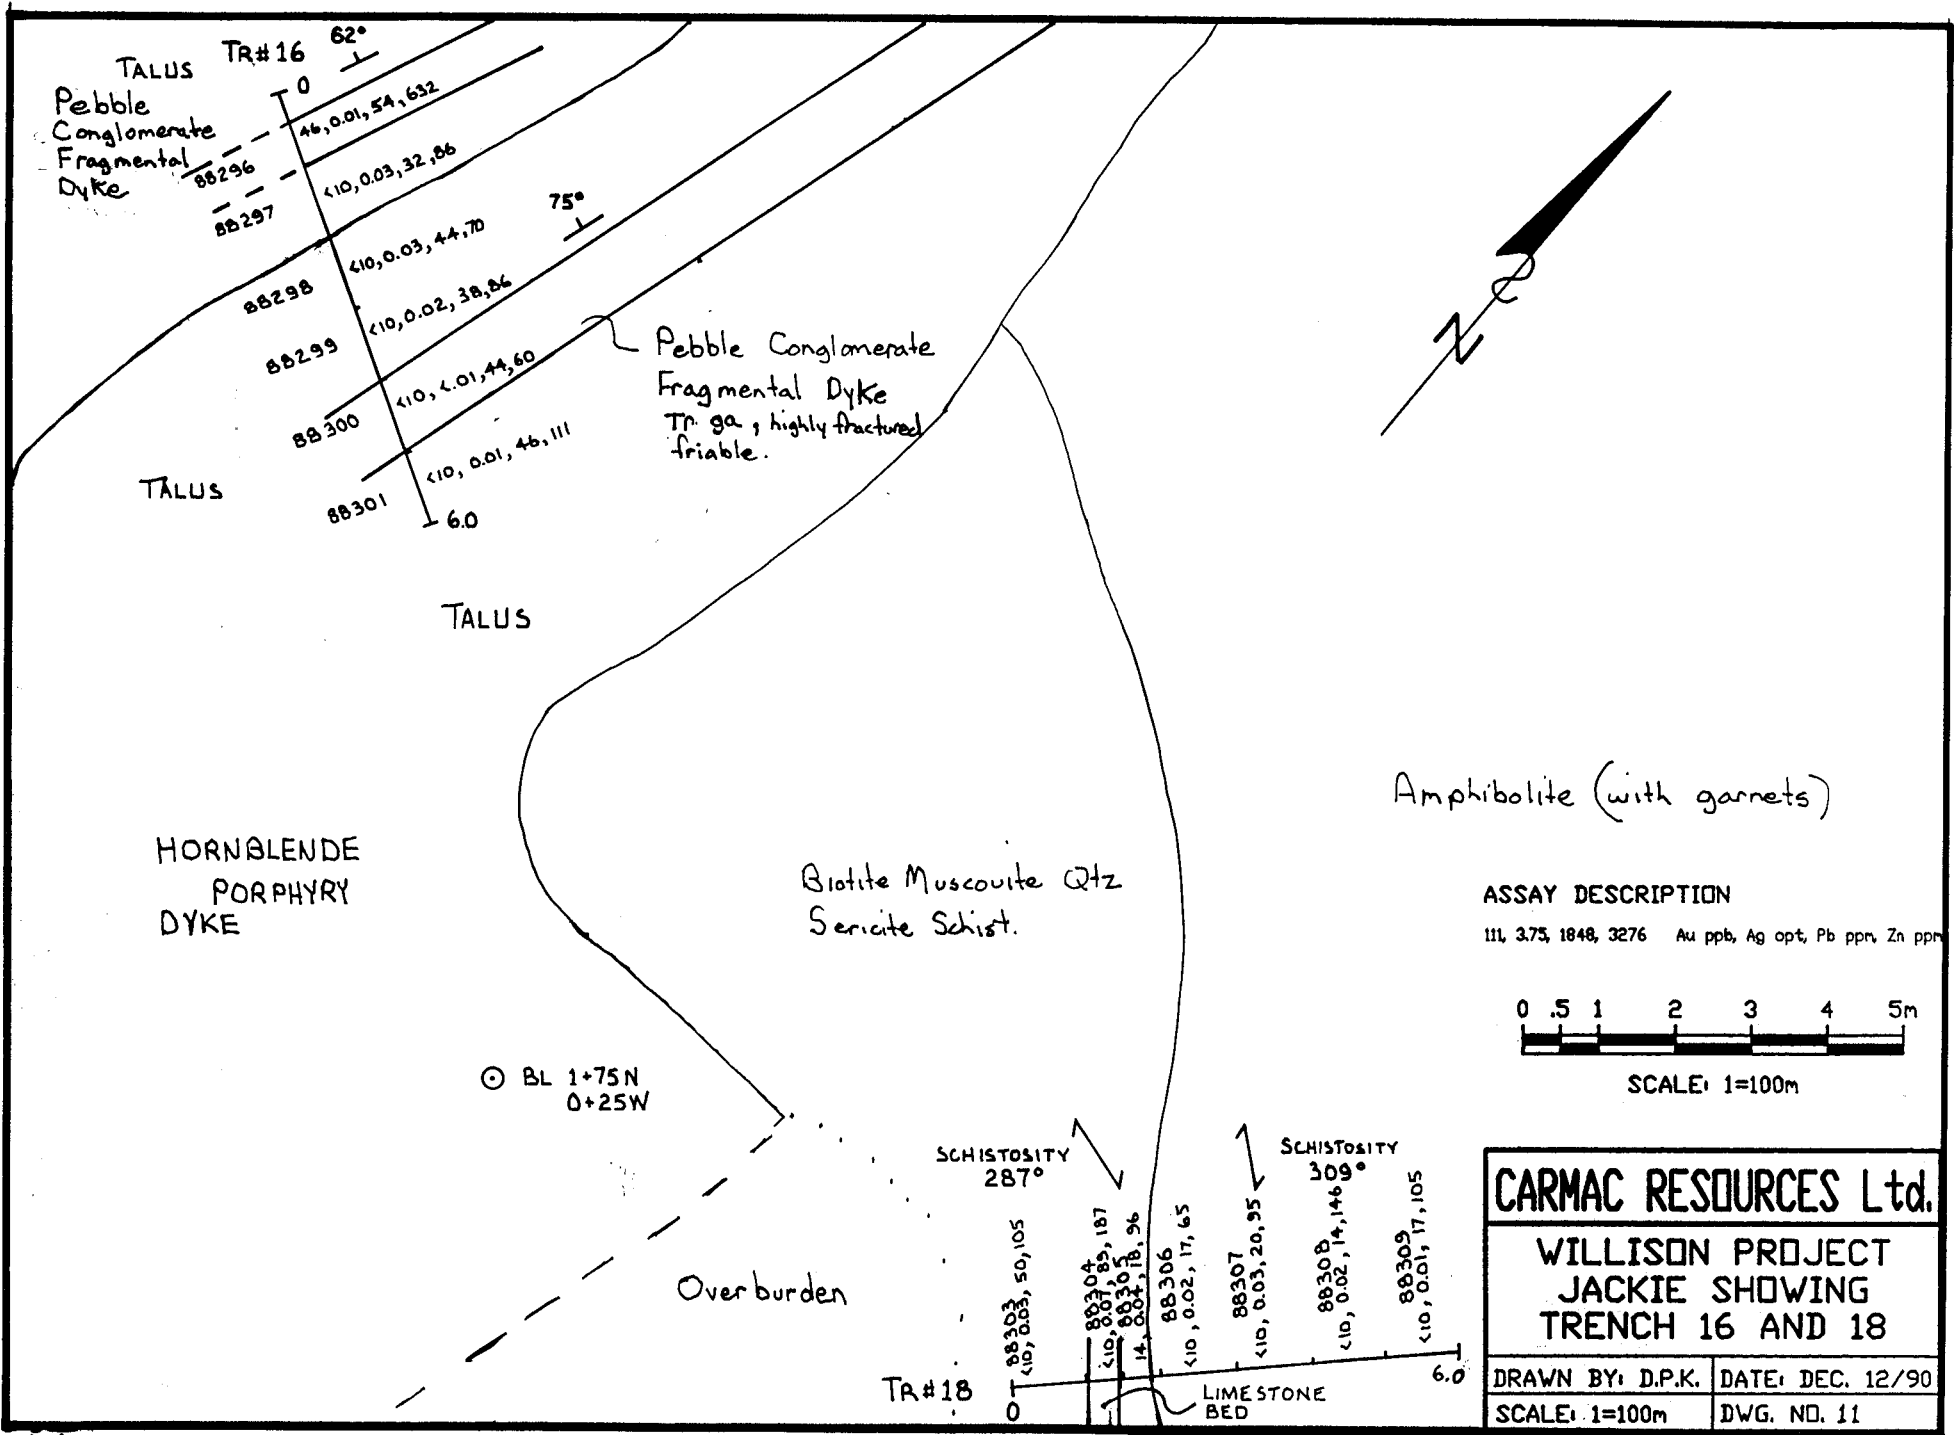 TALUS
TR#16
62°
0
Pebble
Conglomerate
Fragmental
Dyke
46, 0.01, 54, 632
88296
<10, 0.03, 32, 86
88297
75°
<10, 0.03, 44, 70
88298
<10, 0.02, 38, 86
88299
<10, <.01, 44, 60
88300
<10, 0.01, 46, 111
88301
6.0
Pebble Conglomerate
Fragmental Dyke
Tr. ga, highly fractured
friable.
N
TALUS
TALUS
Amphibolite (with garnets)
HORNBLENDE
PORPHYRY
DYKE
Biotite Muscovite Qtz
Sericite Schist.
ASSAY DESCRIPTION
111, 3.75, 1848, 3276 Au ppb, Ag opt, Pb ppm, Zn ppm
0 .5 1 2 3 4 5m
SCALE: 1=100m
BL 1+75N
0+25W
SCHISTOSITY
287°
SCHISTOSITY
309°
88303
<10, 0.03, 50, 105
88304
<10, 0.07, 89, 187
88305
14, 0.04, 18, 96
88306
<10, 0.02, 17, 65
88307
<10, 0.03, 20, 95
88308
<10, 0.02, 14, 146
88309
<10, 0.01, 17, 105
Overburden
TR#18
0
6.0
LIMESTONE
BED
CARMAC RESOURCES Ltd.
WILLISON PROJECT
JACKIE SHOWING
TRENCH 16 AND 18
DRAWN BY: D.P.K.
DATE: DEC. 12/90
SCALE: 1=100m
DWG. NO. 11